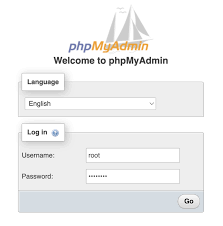 phpMyAdmin
Welcome to phpMyAdmin
Language
English
Log in
Username: root
Password: ••••••••
Go